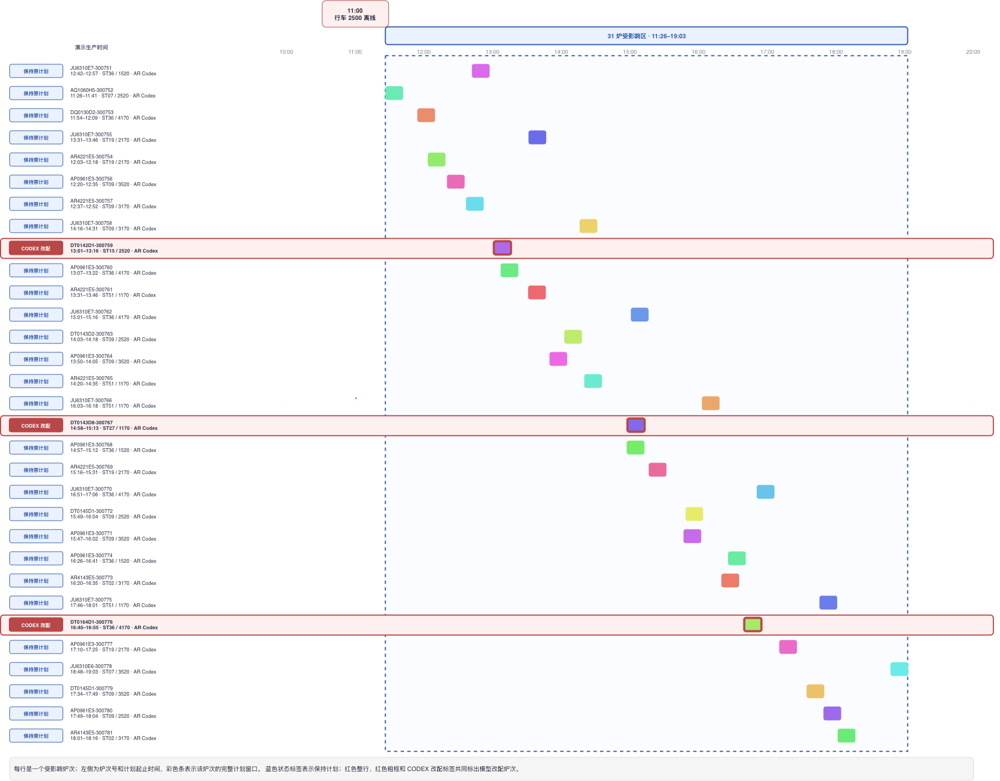 11:00
行车 2500 离线
31 炉受影响区 · 11:26–19:03
演示生产时间
10:00 11:00 12:00 13:00 14:00 15:00 16:00 17:00 18:00 19:00 20:00
保持原计划
JU6310E7-300751
12:42–12:57 · ST36 / 1520 · AR Codex
保持原计划
AQ1060H5-300752
11:26–11:41 · ST07 / 2520 · AR Codex
保持原计划
DQ0130D2-300753
11:54–12:09 · ST36 / 4170 · AR Codex
保持原计划
JU6310E7-300755
13:31–13:46 · ST19 / 2170 · AR Codex
保持原计划
AR4221E5-300754
12:03–12:18 · ST19 / 2170 · AR Codex
保持原计划
AP0961E3-300756
12:20–12:35 · ST09 / 3520 · AR Codex
保持原计划
AR4221E5-300757
12:37–12:52 · ST09 / 3170 · AR Codex
保持原计划
JU6310E7-300758
14:16–14:31 · ST09 / 3170 · AR Codex
CODEX 改配
DT0142D1-300759
13:01–13:16 · ST15 / 2520 · AR Codex
保持原计划
AP0961E3-300760
13:07–13:22 · ST36 / 4170 · AR Codex
保持原计划
AR4221E5-300761
13:31–13:46 · ST51 / 1170 · AR Codex
保持原计划
JU6310E7-300762
15:01–15:16 · ST36 / 4170 · AR Codex
保持原计划
DT0143D2-300763
14:03–14:18 · ST09 / 2520 · AR Codex
保持原计划
AP0961E3-300764
13:50–14:05 · ST09 / 3520 · AR Codex
保持原计划
AR4221E5-300765
14:20–14:35 · ST51 / 1170 · AR Codex
保持原计划
JU6310E7-300766
16:03–16:18 · ST51 / 1170 · AR Codex
CODEX 改配
DT0143D8-300767
14:58–15:13 · ST27 / 1170 · AR Codex
保持原计划
AP0961E3-300768
14:57–15:12 · ST36 / 1520 · AR Codex
保持原计划
AR4221E5-300769
15:16–15:31 · ST19 / 2170 · AR Codex
保持原计划
JU6310E7-300770
16:51–17:06 · ST36 / 4170 · AR Codex
保持原计划
DT0145D1-300772
15:49–16:04 · ST09 / 2520 · AR Codex
保持原计划
AP0961E3-300771
15:47–16:02 · ST09 / 3520 · AR Codex
保持原计划
AP0961E3-300774
16:26–16:41 · ST36 / 1520 · AR Codex
保持原计划
AR4143E5-300773
16:20–16:35 · ST02 / 3170 · AR Codex
保持原计划
JU6310E7-300775
17:46–18:01 · ST51 / 1170 · AR Codex
CODEX 改配
DT0164D1-300776
16:40–16:55 · ST36 / 4170 · AR Codex
保持原计划
AP0961E3-300777
17:10–17:25 · ST19 / 2170 · AR Codex
保持原计划
JU6310E6-300778
18:48–19:03 · ST07 / 3520 · AR Codex
保持原计划
DT0145D1-300779
17:34–17:49 · ST09 / 3520 · AR Codex
保持原计划
AP0961E3-300780
17:49–18:04 · ST09 / 2520 · AR Codex
保持原计划
AR4143E5-300781
18:01–18:16 · ST02 / 3170 · AR Codex
每行是一个受影响炉次；左侧为炉次号和计划起止时间，彩色条表示该炉次的完整计划窗口。 蓝色状态标签表示保持计划；红色整行、红色粗框和 CODEX 改配标签共同标出模型改配炉次。